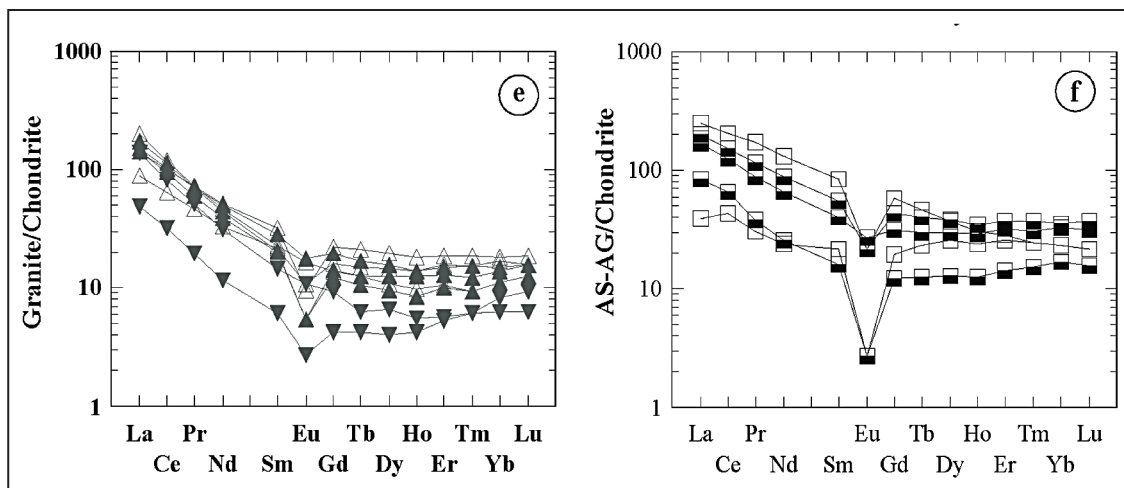 Granite/Chondrite
1000
100
10
1
e
La Pr Eu Tb Ho Tm Lu
Ce Nd Sm Gd Dy Er Yb
AS-AG/Chondrite
1000
100
10
1
f
La Pr Eu Tb Ho Tm Lu
Ce Nd Sm Gd Dy Er Yb